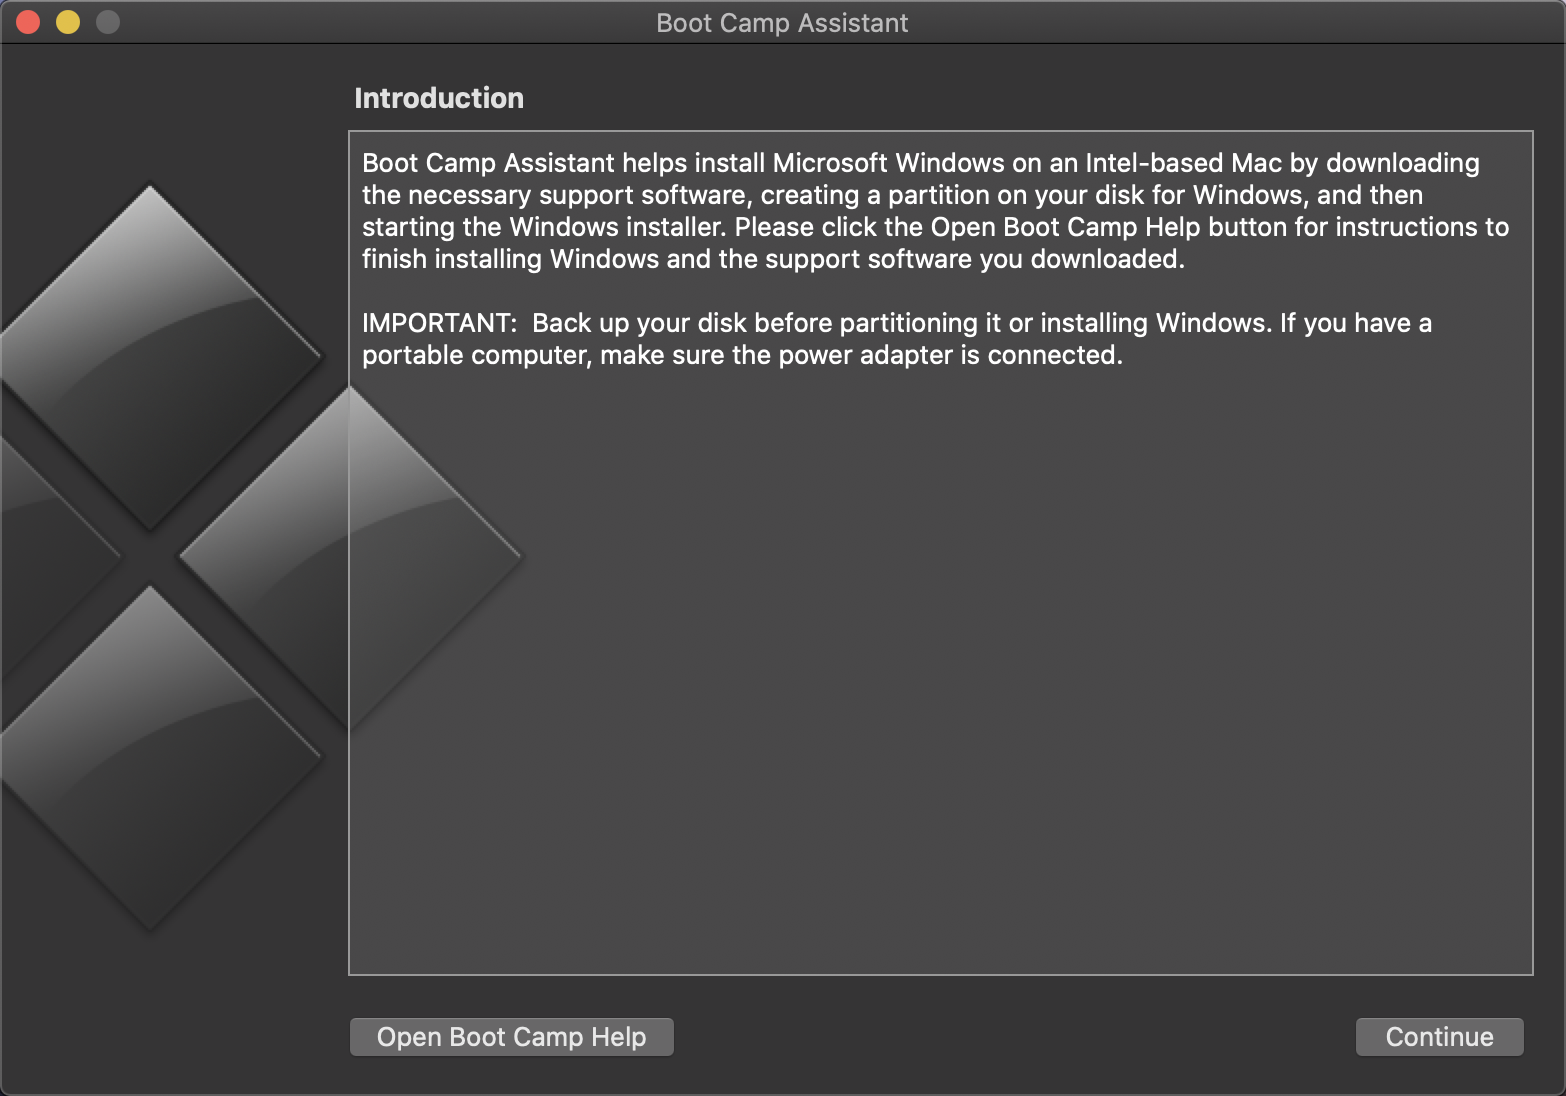 Boot Camp Assistant
Introduction
Boot Camp Assistant helps install Microsoft Windows on an Intel-based Mac by downloading
the necessary support software, creating a partition on your disk for Windows, and then
starting the Windows installer. Please click the Open Boot Camp Help button for instructions to
finish installing Windows and the support software you downloaded.
IMPORTANT:  Back up your disk before partitioning it or installing Windows. If you have a
portable computer, make sure the power adapter is connected.
Open Boot Camp Help
Continue